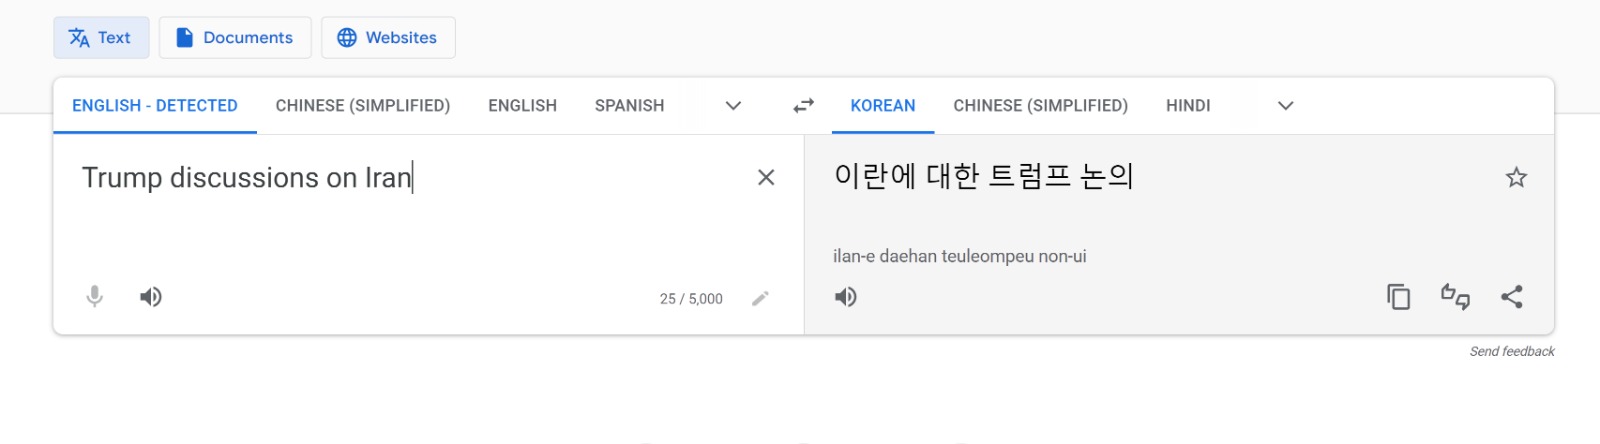 Text Documents Websites
ENGLISH - DETECTED CHINESE (SIMPLIFIED) ENGLISH SPANISH KOREAN CHINESE (SIMPLIFIED) HINDI
Trump discussions on Iran
이란에 대한 트럼프 논의
ilan-e daehan teuleompeu non-ui
25 / 5,000
Send feedback